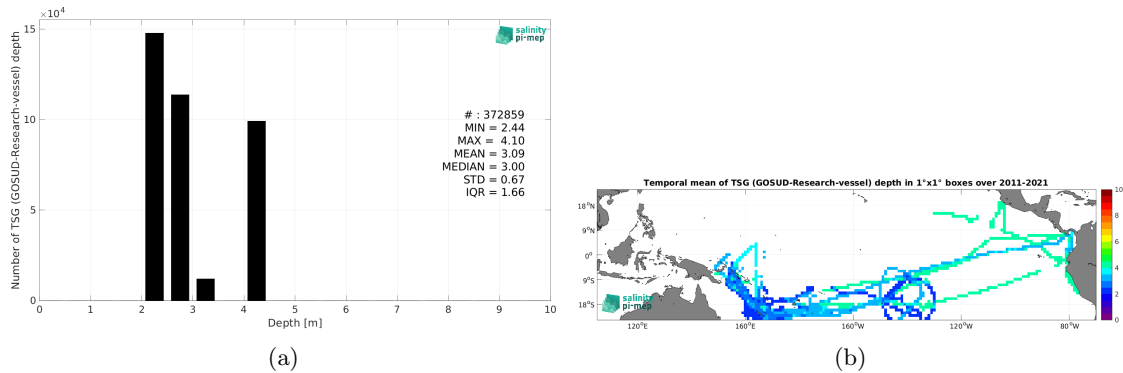 ×10⁴
15
10
5
0
Number of TSG (GOSUD-Research-vessel) depth
salinity
pi-mep
# : 372859
MIN = 2.44
MAX = 4.10
MEAN = 3.09
MEDIAN = 3.00
STD = 0.67
IQR = 1.66
0 1 2 3 4 5 6 7 8 9 10
Depth [m]
(a)
Temporal mean of TSG (GOSUD-Research-vessel) depth in 1°x1° boxes over 2011-2021
18°N
9°N
0°
9°S
18°S
salinity
pi-mep
120°E 160°E 160°W 120°W 80°W
10
8
6
4
2
0
(b)